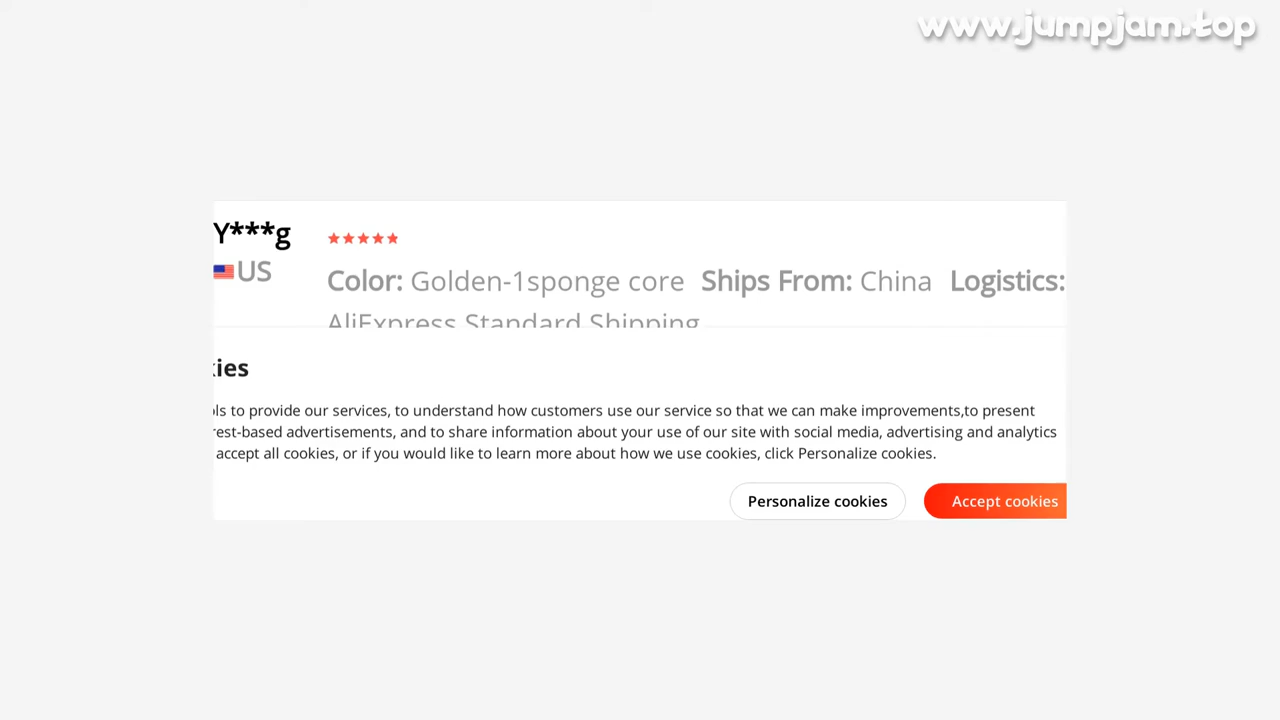 www.jumpjam.top
Y***g
US
Color: Golden-1sponge core Ships From: China Logistics:
AliExpress Standard Shipping
kies
ols to provide our services, to understand how customers use our service so that we can make improvements,to present
rest-based advertisements, and to share information about your use of our site with social media, advertising and analytics
accept all cookies, or if you would like to learn more about how we use cookies, click Personalize cookies.
Personalize cookies
Accept cookies